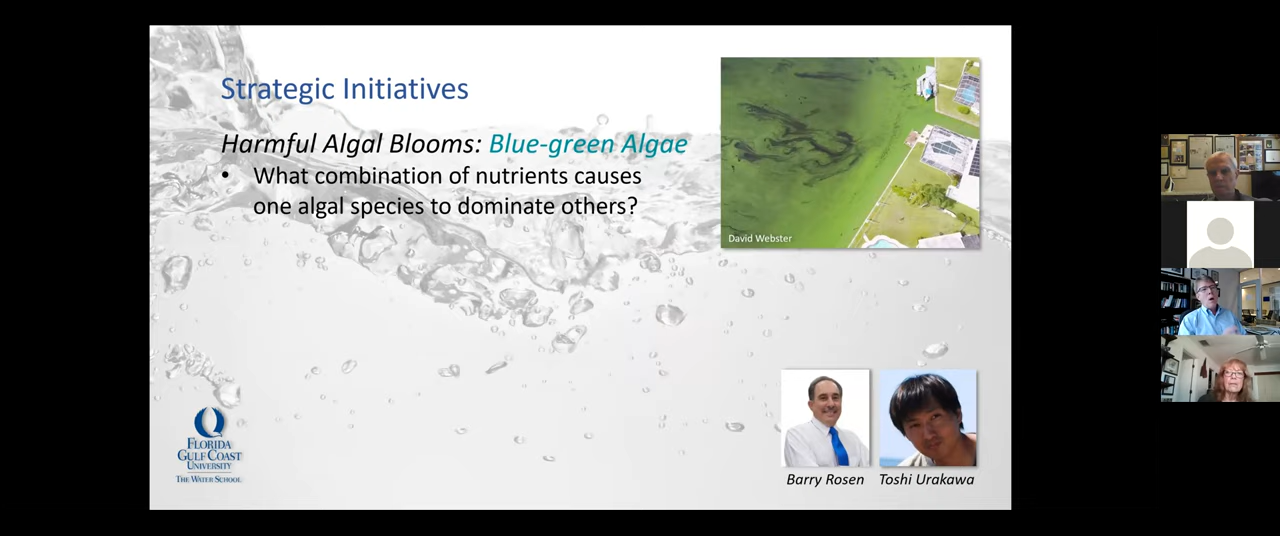 Strategic Initiatives
Harmful Algal Blooms: Blue-green Algae
• What combination of nutrients causes
one algal species to dominate others?
David Webster
FLORIDA
GULF COAST
UNIVERSITY
THE WATER SCHOOL
Barry Rosen
Toshi Urakawa